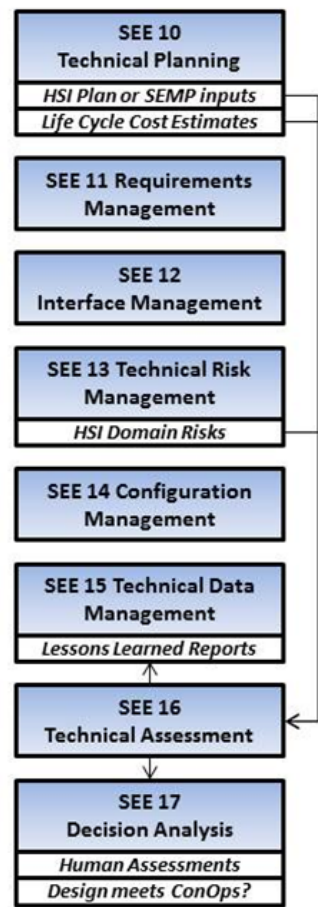 SEE 10
Technical Planning
HSI Plan or SEMP inputs
Life Cycle Cost Estimates
SEE 11 Requirements
Management
SEE 12
Interface Management
SEE 13 Technical Risk
Management
HSI Domain Risks
SEE 14 Configuration
Management
SEE 15 Technical Data
Management
Lessons Learned Reports
SEE 16
Technical Assessment
SEE 17
Decision Analysis
Human Assessments
Design meets ConOps?